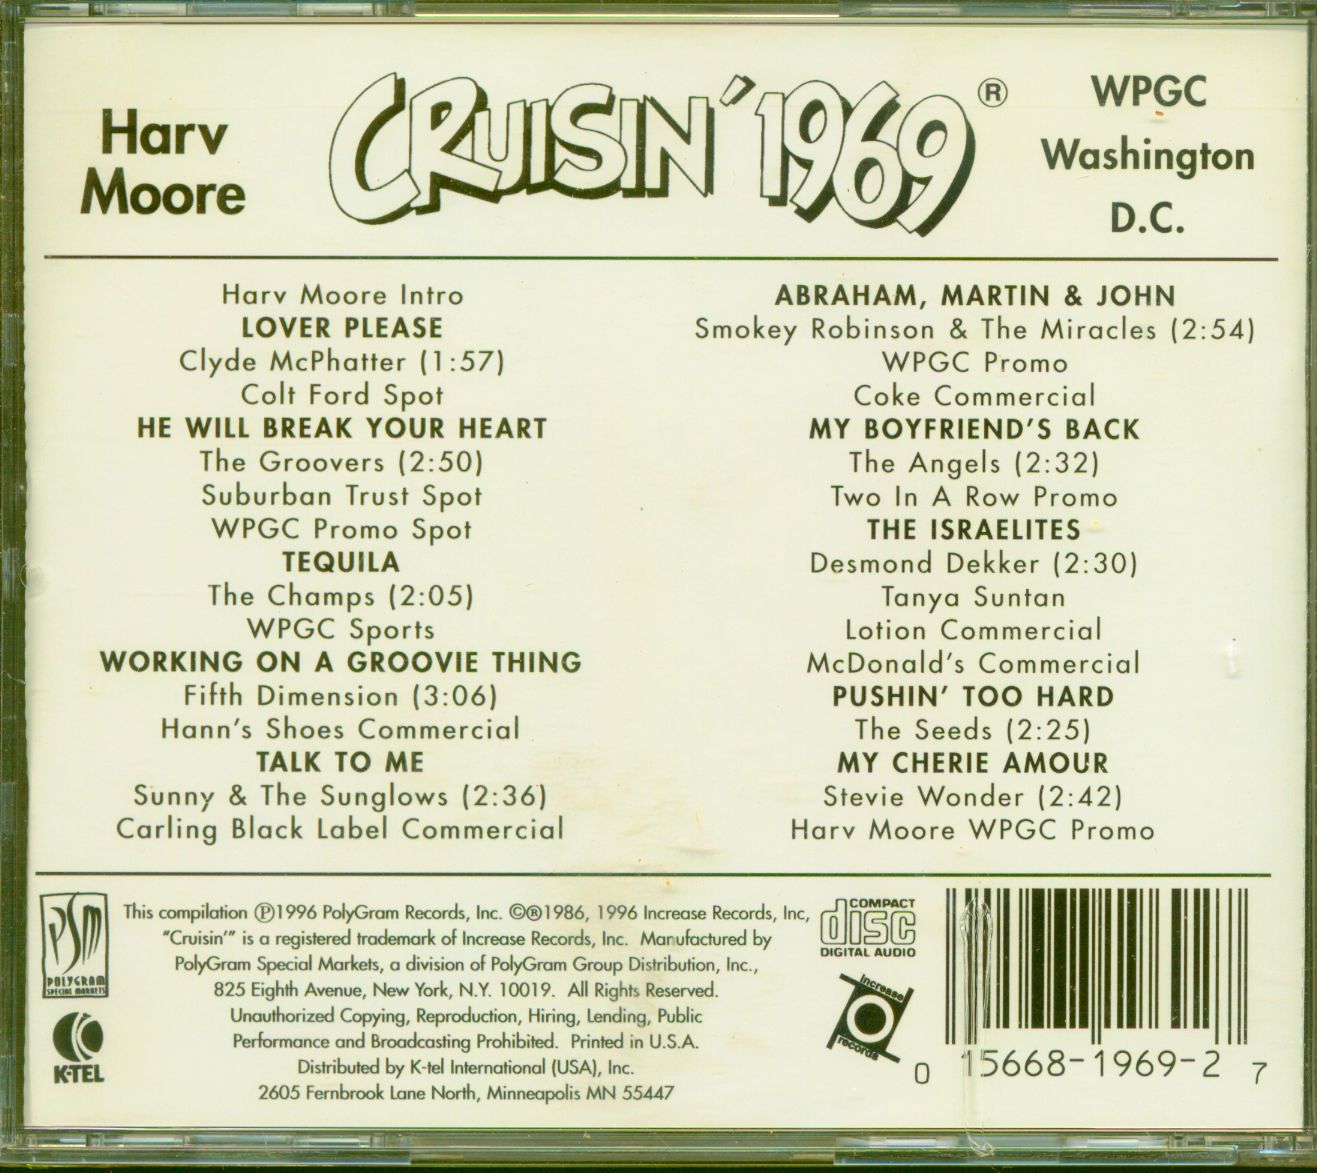 Harv
Moore
CRUISIN' 1969®
WPGC
Washington
D.C.
Harv Moore Intro
LOVER PLEASE
Clyde McPhatter (1:57)
Colt Ford Spot
HE WILL BREAK YOUR HEART
The Groovers (2:50)
Suburban Trust Spot
WPGC Promo Spot
TEQUILA
The Champs (2:05)
WPGC Sports
WORKING ON A GROOVIE THING
Fifth Dimension (3:06)
Hann's Shoes Commercial
TALK TO ME
Sunny & The Sunglows (2:36)
Carling Black Label Commercial
ABRAHAM, MARTIN & JOHN
Smokey Robinson & The Miracles (2:54)
WPGC Promo
Coke Commercial
MY BOYFRIEND'S BACK
The Angels (2:32)
Two In A Row Promo
THE ISRAELITES
Desmond Dekker (2:30)
Tanya Suntan
Lotion Commercial
McDonald's Commercial
PUSHIN' TOO HARD
The Seeds (2:25)
MY CHERIE AMOUR
Stevie Wonder (2:42)
Harv Moore WPGC Promo
PSM
POLYGRAM
SPECIAL MARKETS
K-TEL
This compilation ℗1996 PolyGram Records, Inc. ©®1986, 1996 Increase Records, Inc,
"Cruisin'" is a registered trademark of Increase Records, Inc. Manufactured by
PolyGram Special Markets, a division of PolyGram Group Distribution, Inc.,
825 Eighth Avenue, New York, N.Y. 10019. All Rights Reserved.
Unauthorized Copying, Reproduction, Hiring, Lending, Public
Performance and Broadcasting Prohibited. Printed in U.S.A.
Distributed by K-tel International (USA), Inc.
2605 Fernbrook Lane North, Minneapolis MN 55447
COMPACT
disc
DIGITAL AUDIO
increase
records
0 15668-1969-2 7